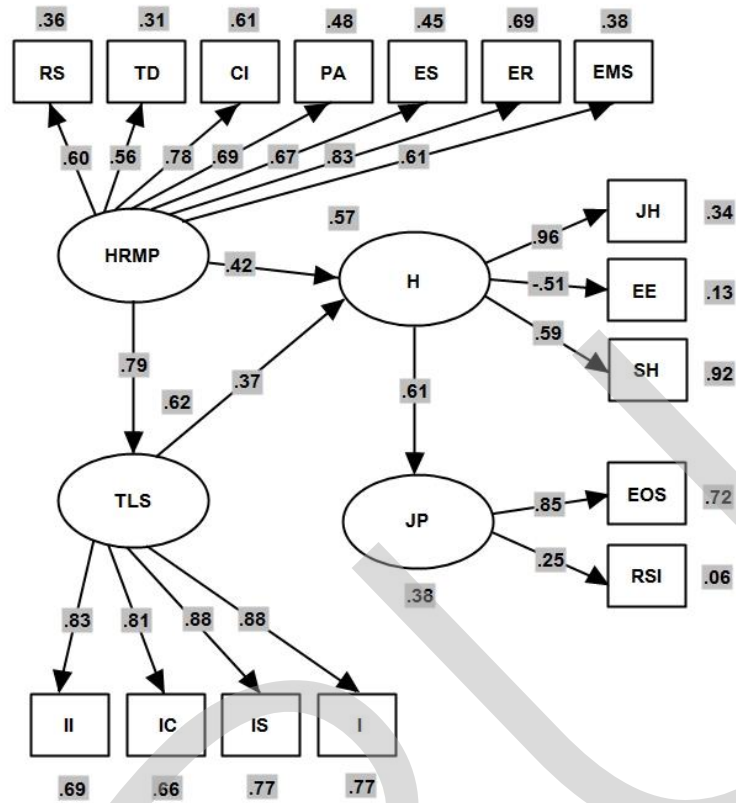 .36 .31 .61 .48 .45 .69 .38
RS TD CI PA ES ER EMS
.60 .56 .78 .69 .67 .83 .61
.57
JH .34
.96
HRMP .42 H -.51 EE .13
.59
SH .92
.79 .62 .37 .61
TLS JP .85 EOS .72
.25 RSI .06
.38
.83 .81 .88 .88
II IC IS I
.69 .66 .77 .77